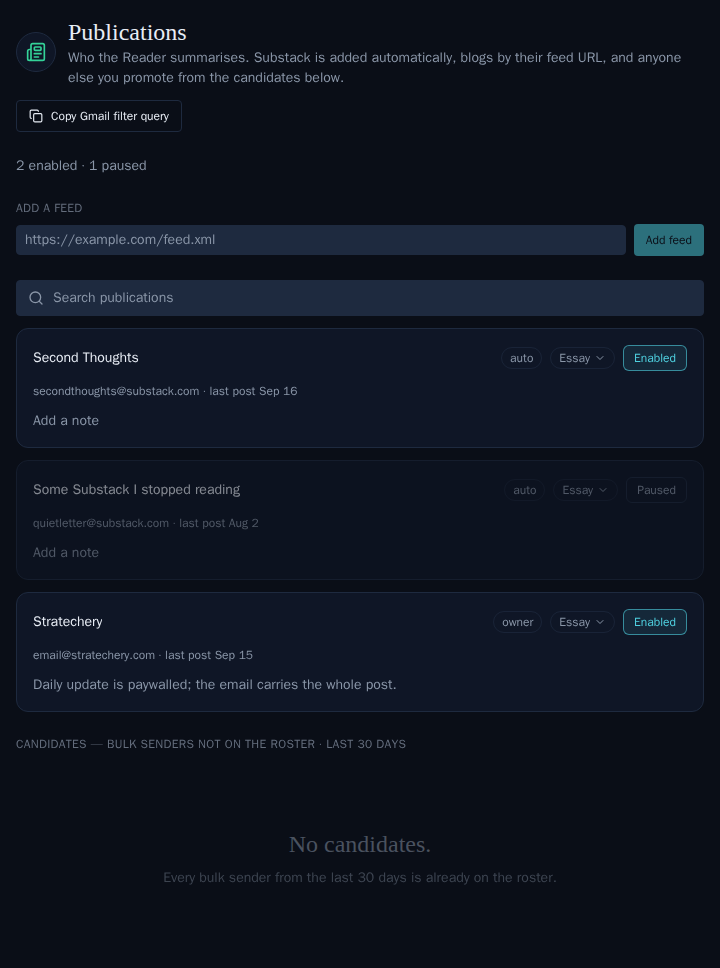 Publications
Who the Reader summarises. Substack is added automatically, blogs by their feed URL, and anyone
else you promote from the candidates below.
Copy Gmail filter query
2 enabled · 1 paused
ADD A FEED
https://example.com/feed.xml
Add feed
Search publications
Second Thoughts
auto
Essay
Enabled
secondthoughts@substack.com · last post Sep 16
Add a note
Some Substack I stopped reading
auto
Essay
Paused
quietletter@substack.com · last post Aug 2
Add a note
Stratechery
owner
Essay
Enabled
email@stratechery.com · last post Sep 15
Daily update is paywalled; the email carries the whole post.
CANDIDATES — BULK SENDERS NOT ON THE ROSTER · LAST 30 DAYS
No candidates.
Every bulk sender from the last 30 days is already on the roster.